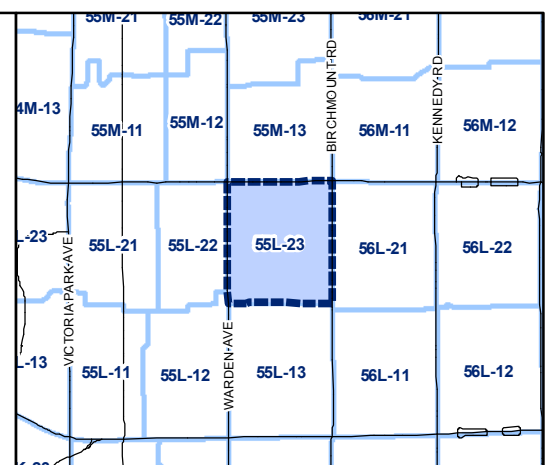 55M-21
55M-22
55M-23
56M-21
4M-13
55M-11
55M-12
55M-13
BIRCHMOUNT RD
56M-11
KENNEDY RD
56M-12
L-23
VICTORIA PARK AVE
55L-21
55L-22
55L-23
56L-21
56L-22
L-13
55L-11
55L-12
WARDEN AVE
55L-13
56L-11
56L-12